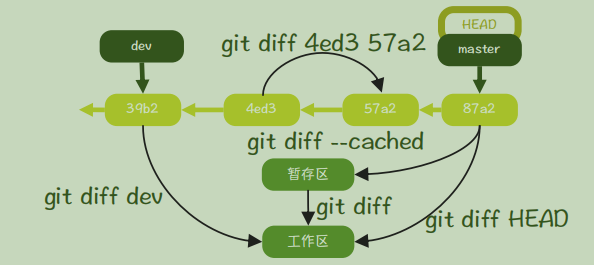 HEAD
dev
git diff 4ed3 57a2
master
39b2
4ed3
57a2
87a2
git diff --cached
暂存区
git diff dev
git diff
git diff HEAD
工作区